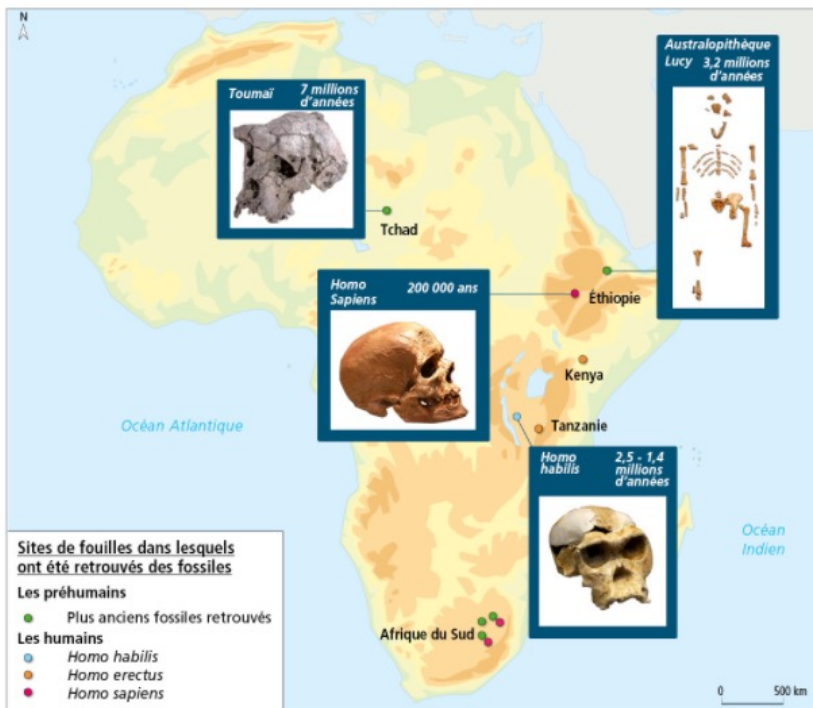 N
Toumaï 7 millions
d'années
Australopithèque
Lucy 3,2 millions
d'années
Tchad
Homo
Sapiens 200 000 ans
Éthiopie
Kenya
Océan Atlantique
Tanzanie
Homo
habilis 2,5 - 1,4
millions
d'années
Océan
Indien
Sites de fouilles dans lesquels
ont été retrouvés des fossiles
Les préhumains
Plus anciens fossiles retrouvés
Les humains
Homo habilis
Homo erectus
Homo sapiens
Afrique du Sud
0 500 km